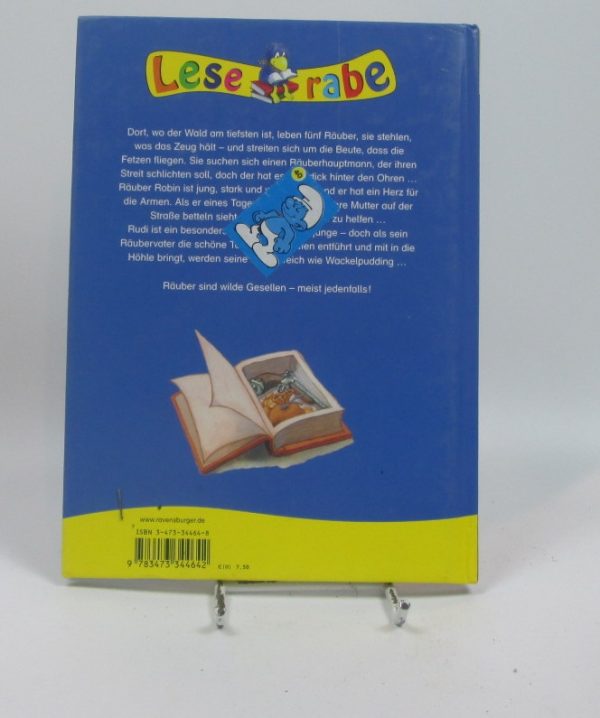 Lese rabe
Dort, wo der Wald am tiefsten ist, leben fünf Räuber, sie stehlen,
was das Zeug hält – und streiten sich um die Beute, dass die
Fetzen fliegen. Sie suchen sich einen Räuberhauptmann, der ihren
Streit schlichten soll, doch der hat es dick hinter den Ohren ...
Räuber Robin ist jung, stark und und er hat ein Herz für
die Armen. Als er eines Tage Mutter auf der
Straße betteln sieht zu helfen ...
Rudi ist ein besonder – doch als sein
Räubervater die schöne entführt und mit in die
Höhle bringt, werden seine wie Wackelpudding ...
Räuber sind wilde Gesellen – meist jedenfalls!
www.ravensburger.de
ISBN 3-473-34464-8
9 783473 344642
€ (D) 7,50